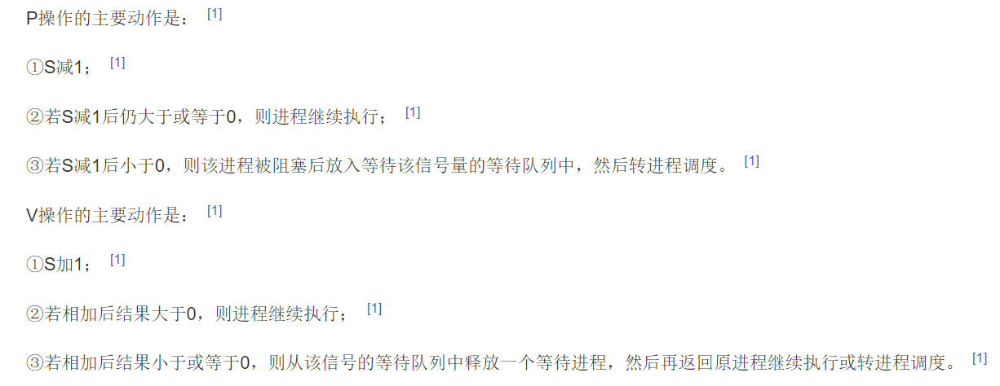 P操作的主要动作是： [1]
①S减1； [1]
②若S减1后仍大于或等于0，则进程继续执行； [1]
③若S减1后小于0，则该进程被阻塞后放入等待该信号量的等待队列中，然后转进程调度。 [1]
V操作的主要动作是： [1]
①S加1； [1]
②若相加后结果大于0，则进程继续执行； [1]
③若相加后结果小于或等于0，则从该信号的等待队列中释放一个等待进程，然后再返回原进程继续执行或转进程调度。 [1]